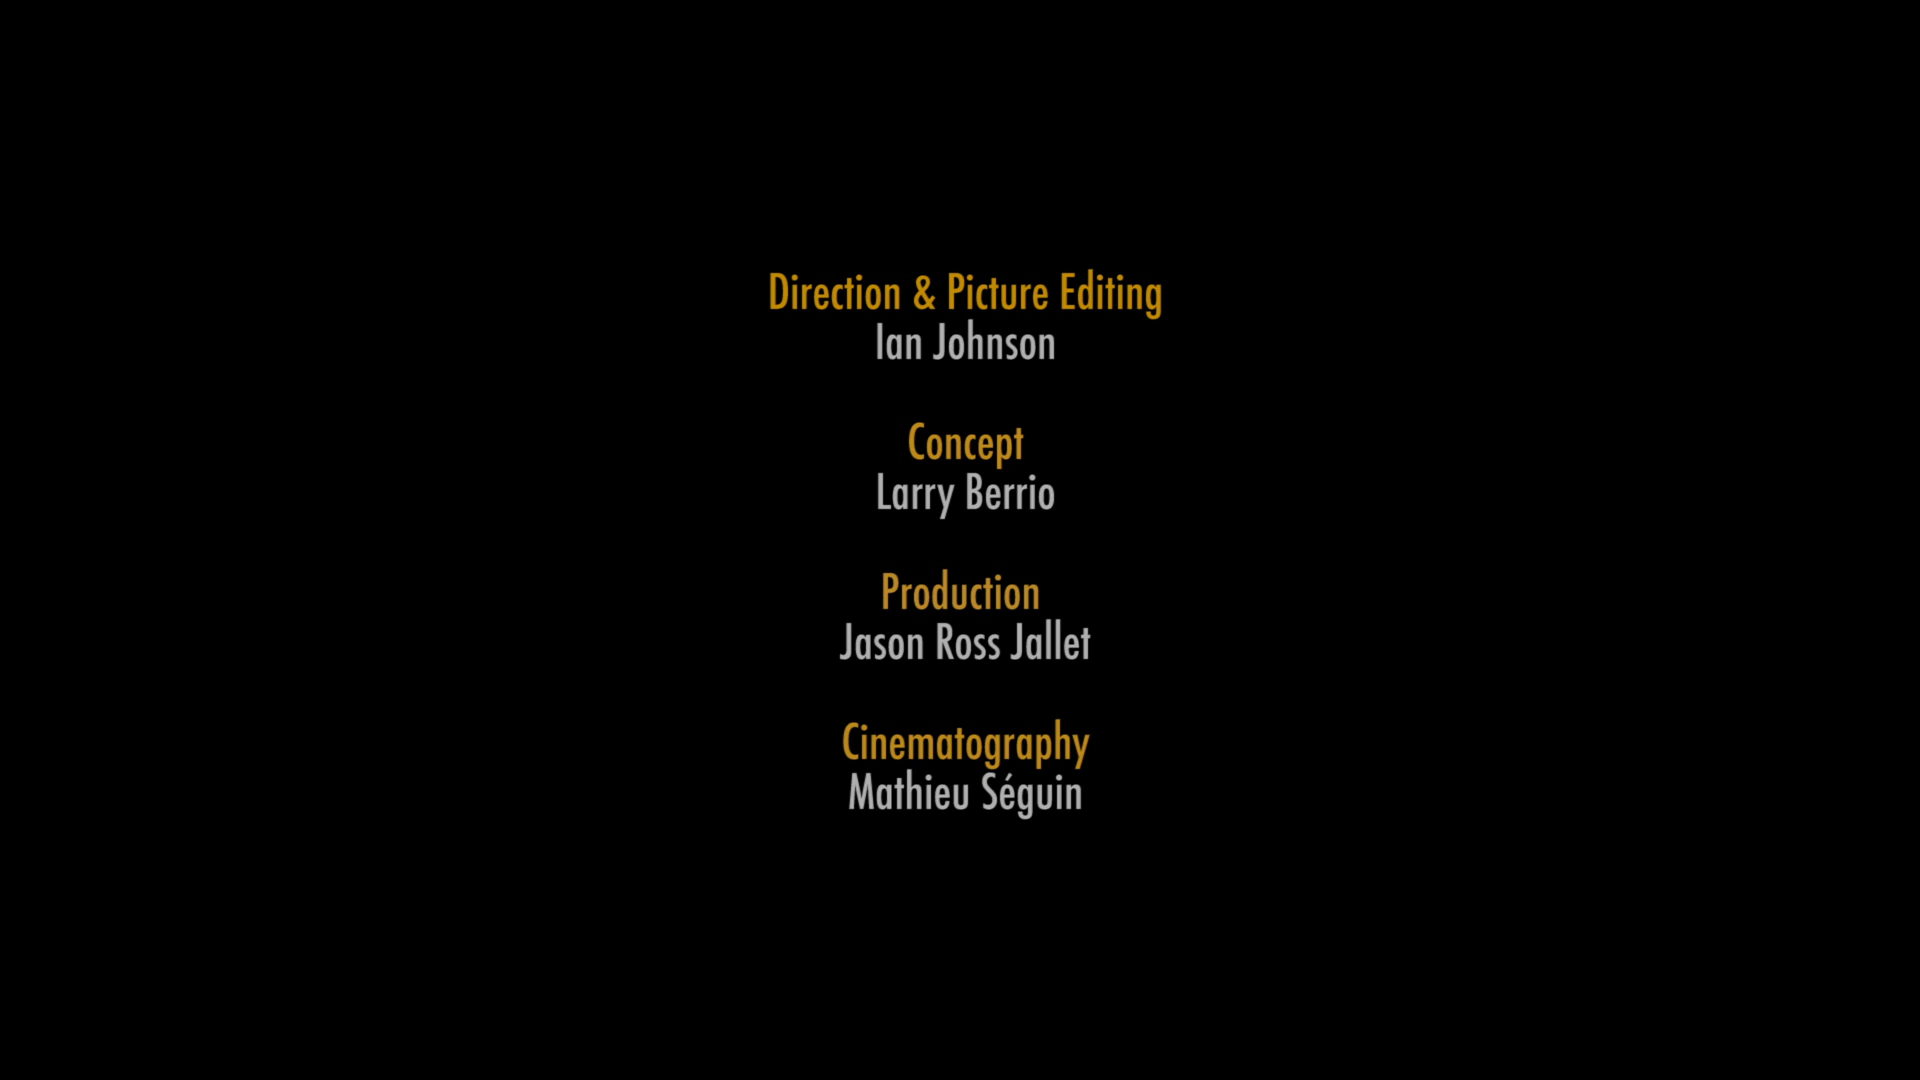 Direction & Picture Editing
Ian Johnson
Concept
Larry Berrio
Production
Jason Ross Jallet
Cinematography
Mathieu Séguin